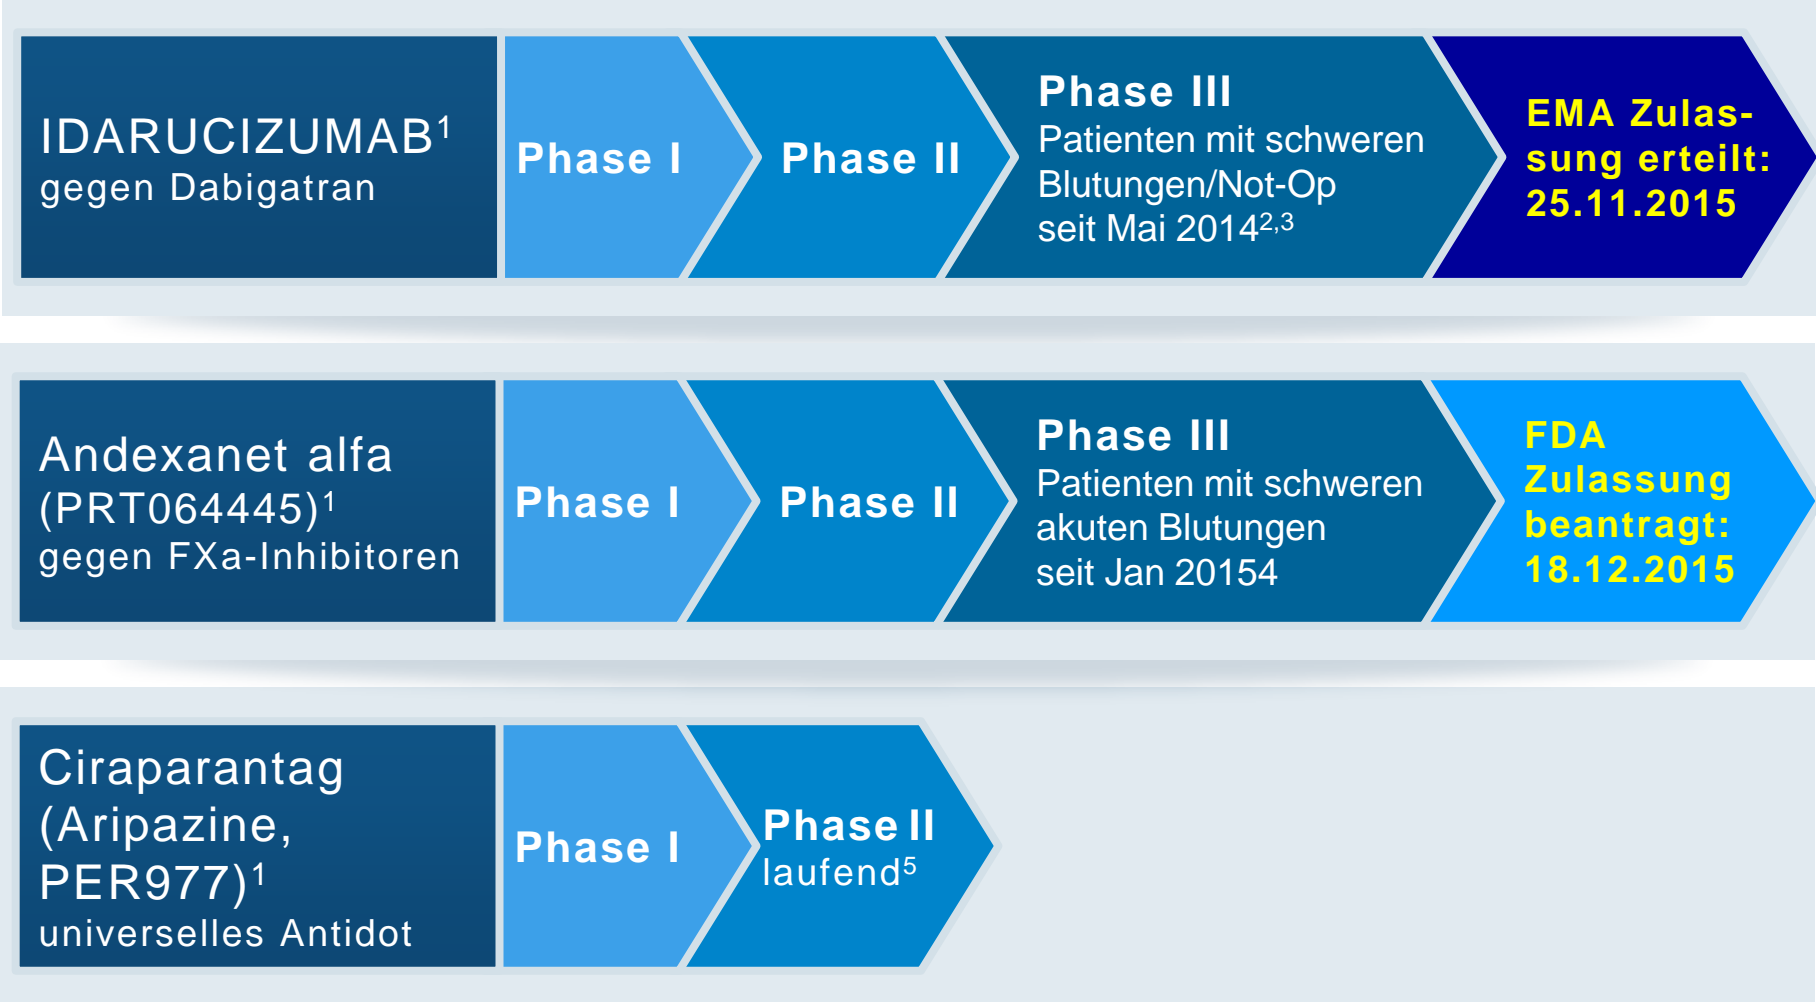 IDARUCIZUMAB¹
gegen Dabigatran
Phase I
Phase II
Phase III
Patienten mit schweren
Blutungen/Not-Op
seit Mai 2014²,³
EMA Zulas-
sung erteilt:
25.11.2015
Andexanet alfa
(PRT064445)¹
gegen FXa-Inhibitoren
Phase I
Phase II
Phase III
Patienten mit schweren
akuten Blutungen
seit Jan 20154
FDA
Zulassung
beantragt:
18.12.2015
Ciraparantag
(Aripazine,
PER977)¹
universelles Antidot
Phase I
Phase II
laufend⁵